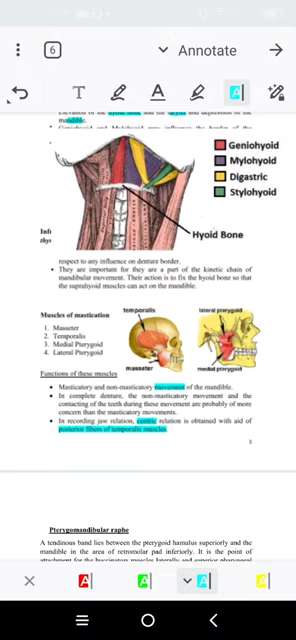 6
Annotate
mandible.
Geniohyoid
Mylohyoid
Digastric
Stylohyoid
Hyoid Bone
respect to any influence on denture border.
• They are important for they are a part of the kinetic chain of
mandibular movement. Their action is to fix the hyoid bone so that
the suprahyoid muscles can act on the mandible.
Muscles of mastication
1. Masseter
2. Temporalis
3. Medial Pterygoid
4. Lateral Pterygoid
temporalis
masseter
lateral pterygoid
medial pterygoid
Functions of these muscles
• Masticatory and non-masticatory movement of the mandible.
• In complete denture, the non-masticatory movement and the
contacting of the teeth during these movement are probably of more
concern than the masticatory movements.
• In recording jaw relation, centric relation is obtained with aid of
posterior fibers of temporalis muscles.
3
Pterygomandibular raphe
A tendinous band lies between the pterygoid hamulus superiorly and the
mandible in the area of retromolar pad inferiorly. It is the point of